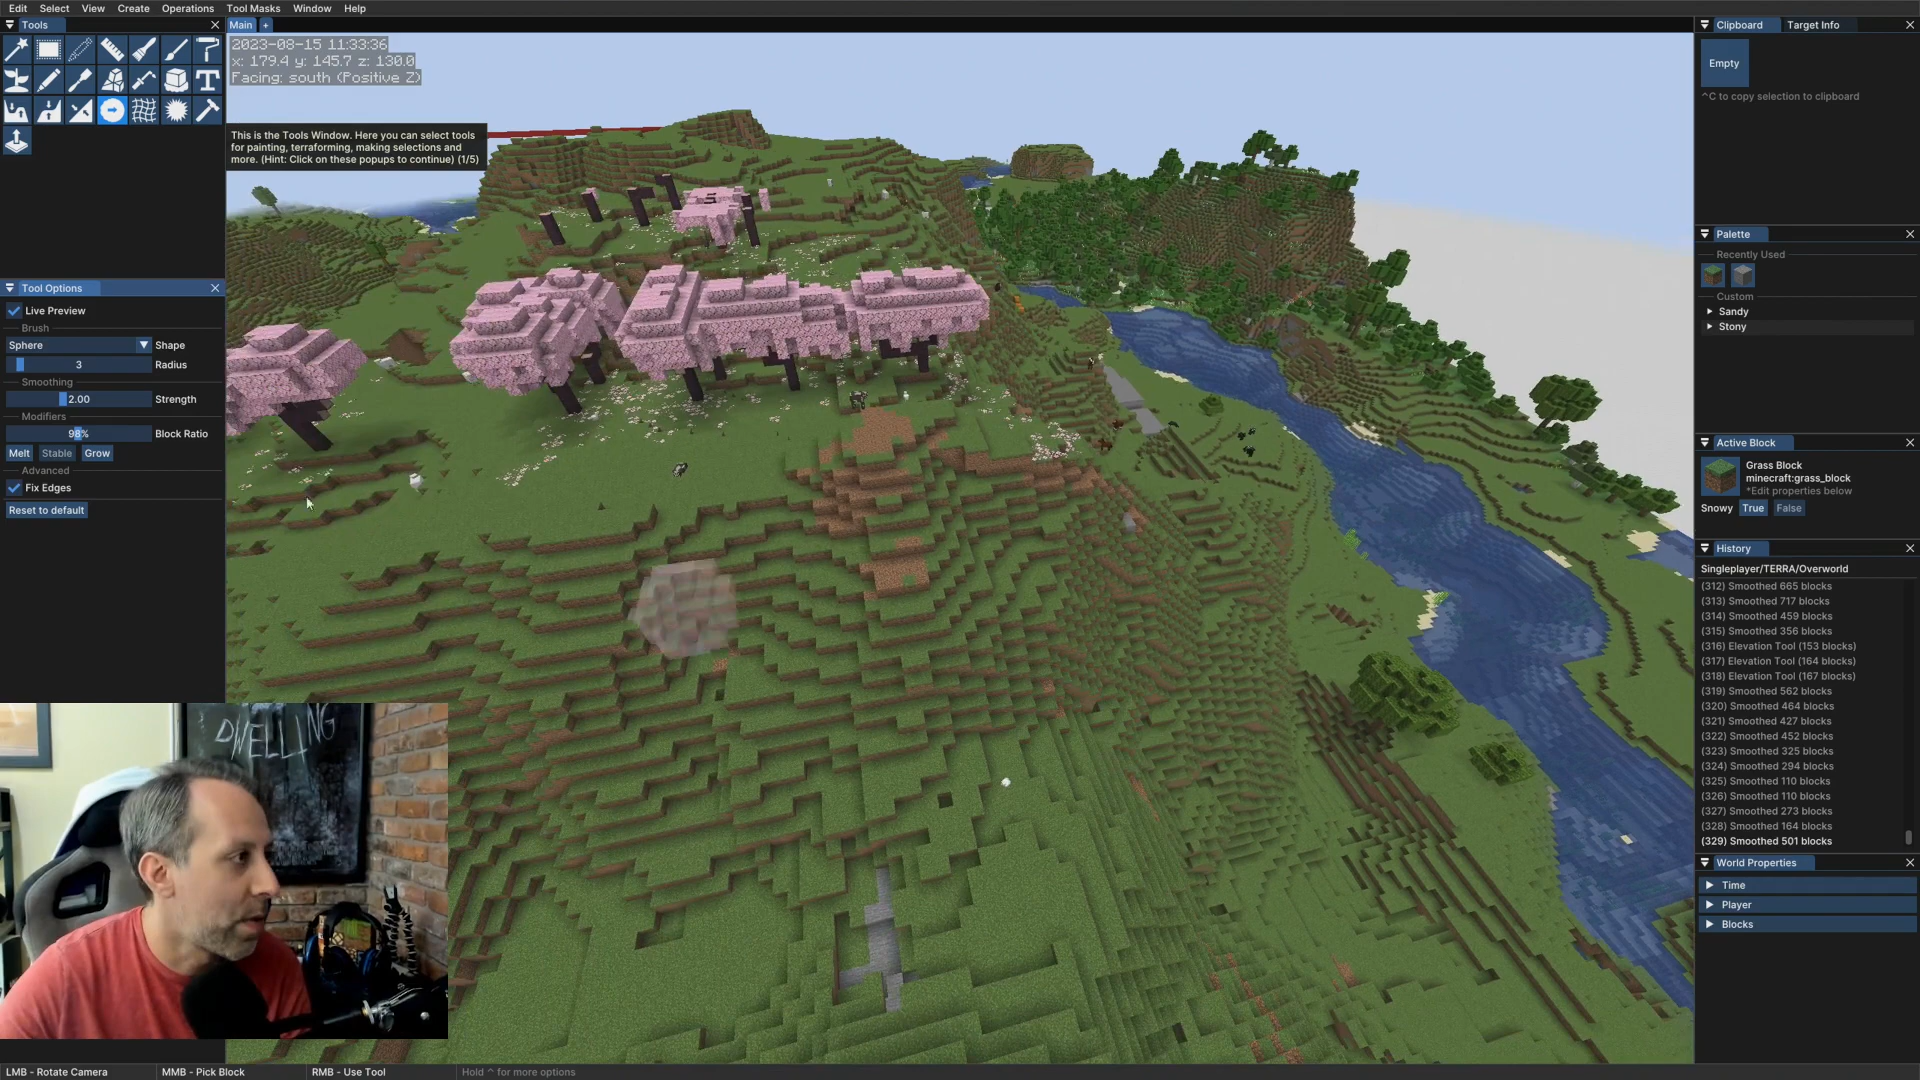 Edit Select View Create Operations Tool Masks Window Help
Tools
Main +
2023-08-15 11:33:36
x: 179.4 y: 145.7 z: 130.0
Facing: south (Positive Z)
This is the Tools Window. Here you can select tools
for painting, terraforming, making selections and
more. (Hint: Click on these popups to continue) (1/5)
Tool Options
Live Preview
Brush
Sphere Shape
3 Radius
Smoothing
2.00 Strength
Modifiers
98% Block Ratio
Melt Stable Grow
Advanced
Fix Edges
Reset to default
DWELLING
LMB - Rotate Camera MMB - Pick Block RMB - Use Tool Hold ^ for more options
Clipboard Target Info
Empty
^C to copy selection to clipboard
Palette
Recently Used
Custom
Sandy
Stony
Active Block
Grass Block
minecraft:grass_block
*Edit properties below
Snowy True False
History
Singleplayer/TERRA/Overworld
(312) Smoothed 665 blocks
(313) Smoothed 717 blocks
(314) Smoothed 459 blocks
(315) Smoothed 356 blocks
(316) Elevation Tool (153 blocks)
(317) Elevation Tool (164 blocks)
(318) Elevation Tool (167 blocks)
(319) Smoothed 562 blocks
(320) Smoothed 464 blocks
(321) Smoothed 427 blocks
(322) Smoothed 452 blocks
(323) Smoothed 325 blocks
(324) Smoothed 294 blocks
(325) Smoothed 110 blocks
(326) Smoothed 110 blocks
(327) Smoothed 273 blocks
(328) Smoothed 164 blocks
(329) Smoothed 501 blocks
World Properties
Time
Player
Blocks